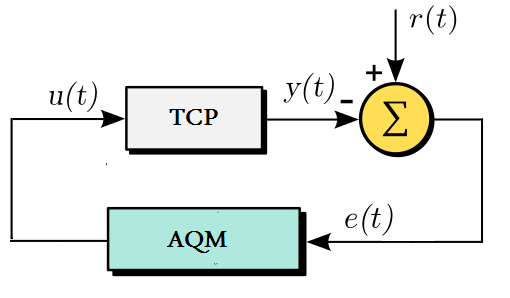 r(t)
+
u(t)
TCP
y(t)
-
Σ
e(t)
AQM